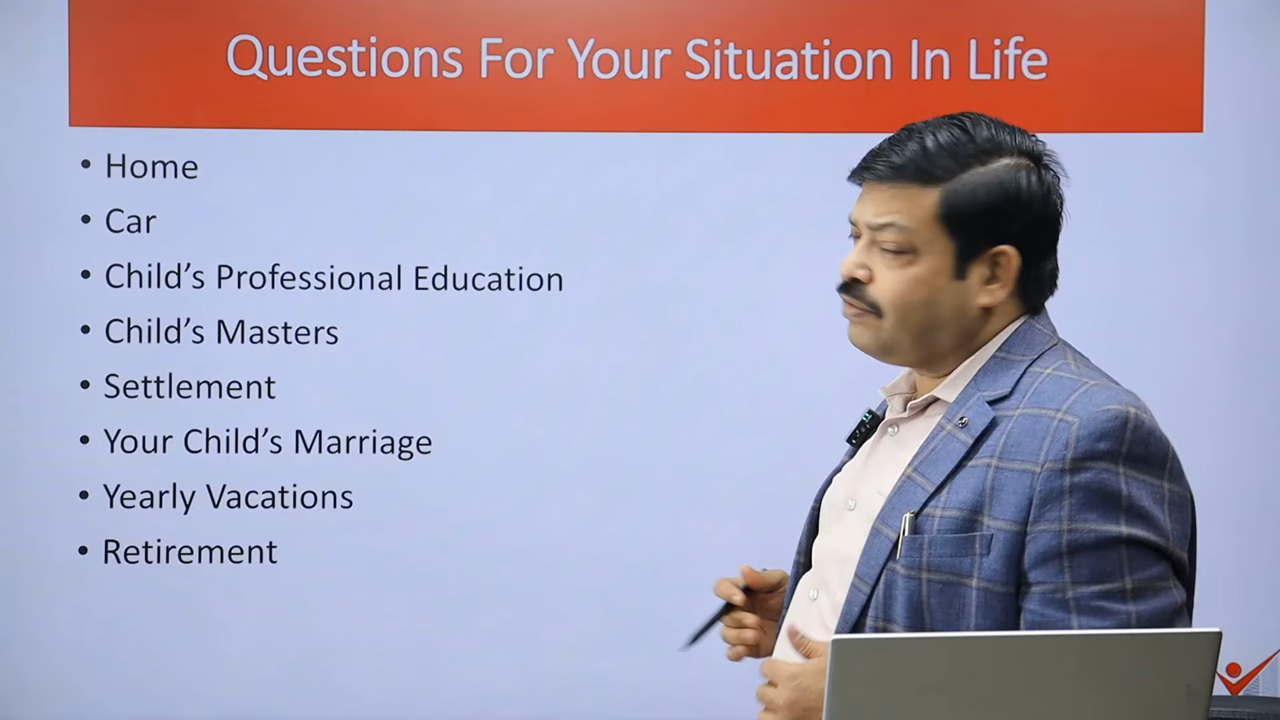 Questions For Your Situation In Life
• Home
• Car
• Child’s Professional Education
• Child’s Masters
• Settlement
• Your Child’s Marriage
• Yearly Vacations
• Retirement